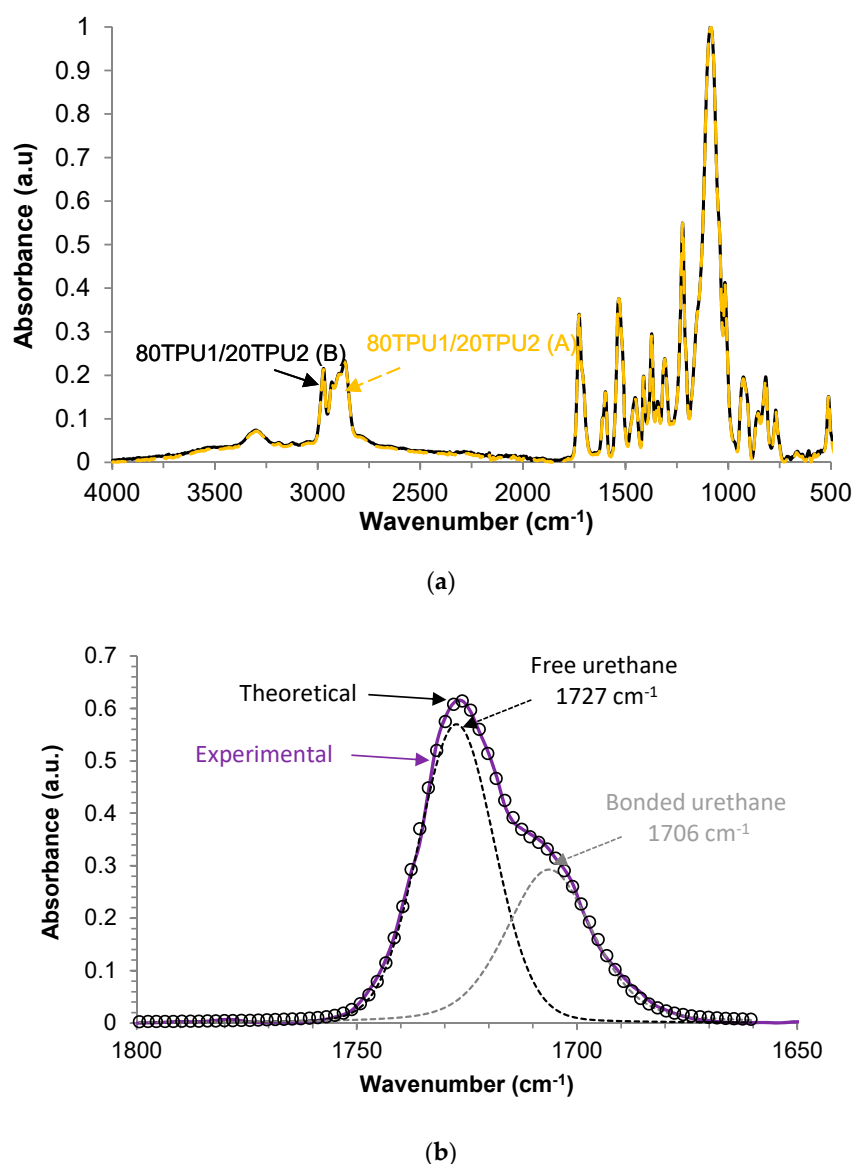 1
0.9
0.8
0.7
0.6
0.5
0.4
0.3
0.2
0.1
0
Absorbance (a.u)
80TPU1/20TPU2 (B)
80TPU1/20TPU2 (A)
4000 3500 3000 2500 2000 1500 1000 500
Wavenumber (cm-1)
(a)
0.7
0.6
0.5
0.4
0.3
0.2
0.1
0
Absorbance (a.u.)
Theoretical
Experimental
Free urethane
1727 cm-1
Bonded urethane
1706 cm-1
1800 1750 1700 1650
Wavenumber (cm-1)
(b)